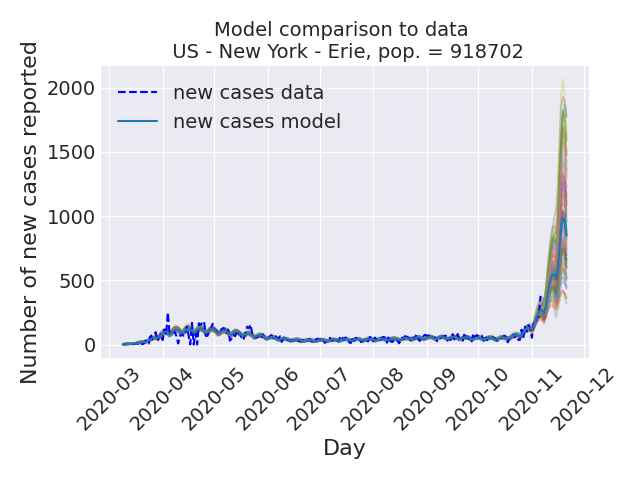 Model comparison to data
US - New York - Erie, pop. = 918702
Number of new cases reported
2000
1500
1000
500
0
new cases data
new cases model
2020-03
2020-04
2020-05
2020-06
2020-07
2020-08
2020-09
2020-10
2020-11
2020-12
Day